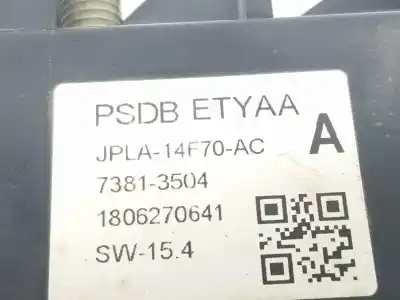 PSDB ETYAA
JPLA-14F70-AC
A
7381-3504
1806270641
SW-15.4